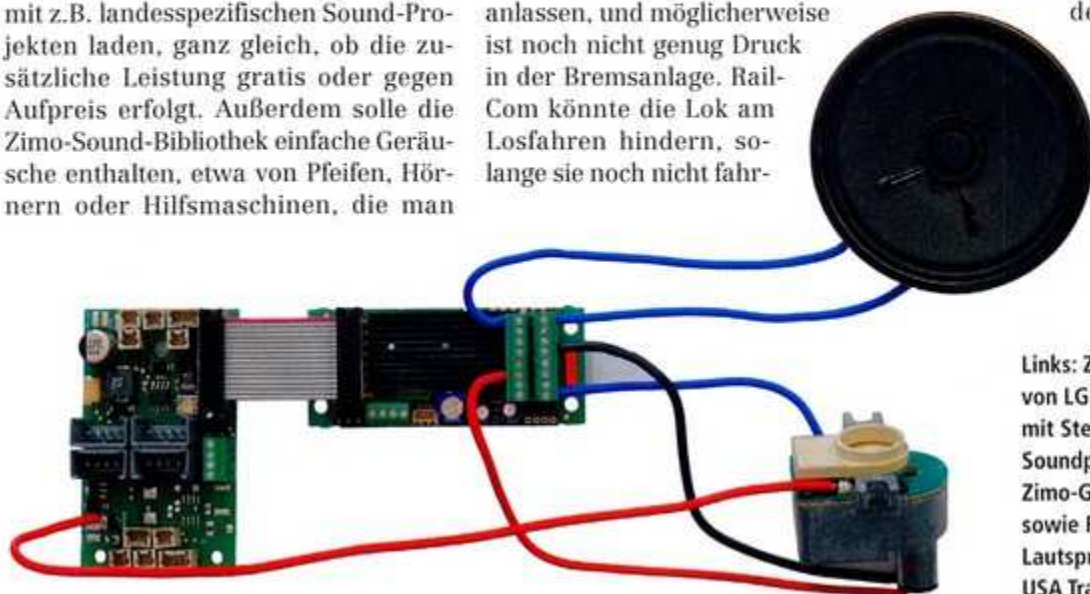 mit z.B. landesspezifischen Sound-Pro-
jekten laden, ganz gleich, ob die zu-
sätzliche Leistung gratis oder gegen
Aufpreis erfolgt. Außerdem solle die
Zimo-Sound-Bibliothek einfache Geräu-
sche enthalten, etwa von Pfeifen, Hör-
nern oder Hilfsmaschinen, die man
anlassen, und möglicherweise
ist noch nicht genug Druck
in der Bremsanlage. Rail-
Com könnte die Lok am
Losfahren hindern, so-
lange sie noch nicht fahr-
de
Links: Z
von LG
mit Ste
Soundp
Zimo-G
sowie
Lautspr
USA Tra